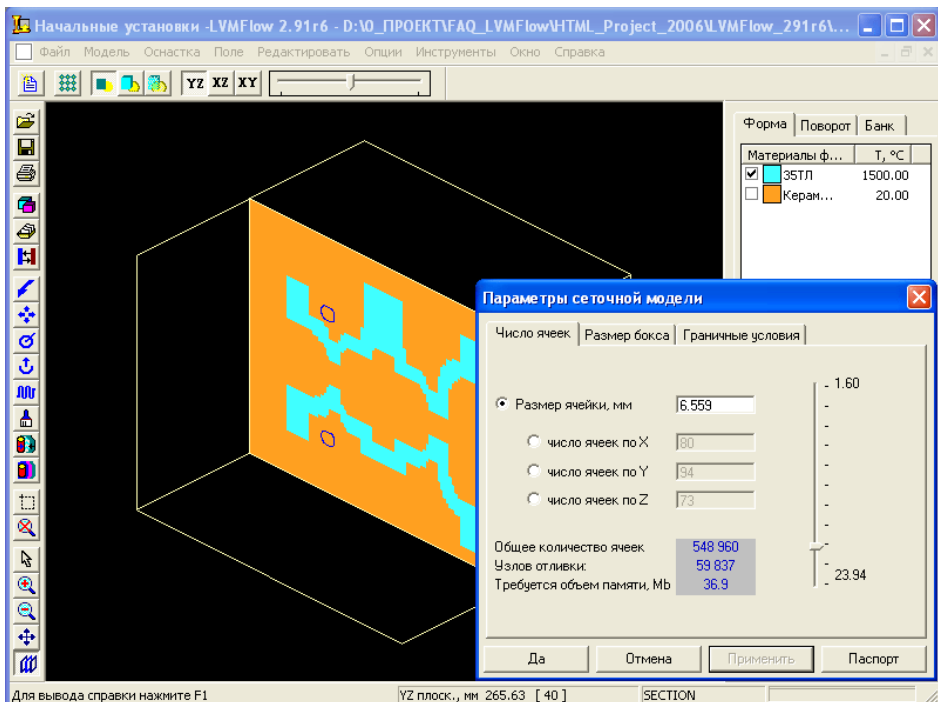 Начальные установки -LVMFlow 2.91r6 - D:\0_ПРОЕКТ\FAQ_LVMFlow\HTML_Project_2006\LVMFlow_291r6\...
Файл Модель Оснастка Поле Редактировать Опции Инструменты Окно Справка
YZ XZ XY
Форма Поворот Банк
Материалы ф... T, °C
35ТЛ 1500.00
Керам... 20.00
Параметры сеточной модели
Число ячеек Размер бокса Граничные условия
1.60
Размер ячейки, мм 6.559
число ячеек по X 80
число ячеек по Y 94
число ячеек по Z 73
Общее количество ячеек 548 960
Узлов отливки: 59 837
23.94
Требуется объем памяти, Mb 36.9
Да Отмена Применить Паспорт
Для вывода справки нажмите F1 YZ плоск., мм 265.63 [ 40 ] SECTION